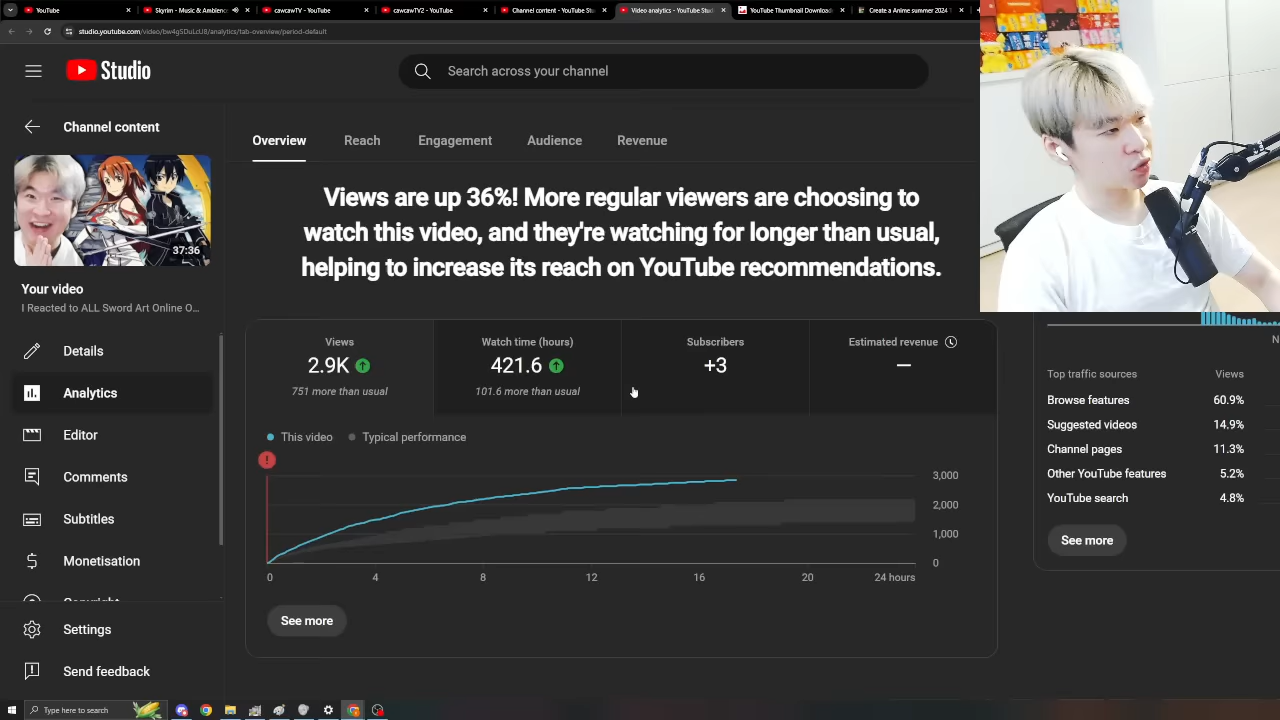 YouTube
Skyrim - Music & Ambience
cawcawTV - YouTube
cawcawTV2 - YouTube
Channel content - YouTube Stu
Video analytics - YouTube Stud
YouTube Thumbnail Download
Create a Anime summer 2024 T
studio.youtube.com/video/bw4gSDuLcU8/analytics/tab-overview/period-default
Studio
Search across your channel
Channel content
37:36
Your video
I Reacted to ALL Sword Art Online O...
Details
Analytics
Editor
Comments
Subtitles
Monetisation
Copyright
Settings
Send feedback
Overview
Reach
Engagement
Audience
Revenue
Views are up 36%! More regular viewers are choosing to
watch this video, and they're watching for longer than usual,
helping to increase its reach on YouTube recommendations.
Views
2.9K
751 more than usual
Watch time (hours)
421.6
101.6 more than usual
Subscribers
+3
Estimated revenue
—
This video
Typical performance
3,000
2,000
1,000
0
0
4
8
12
16
20
24 hours
See more
N
Top traffic sources
Views
Browse features
60.9%
Suggested videos
14.9%
Channel pages
11.3%
Other YouTube features
5.2%
YouTube search
4.8%
See more
Type here to search